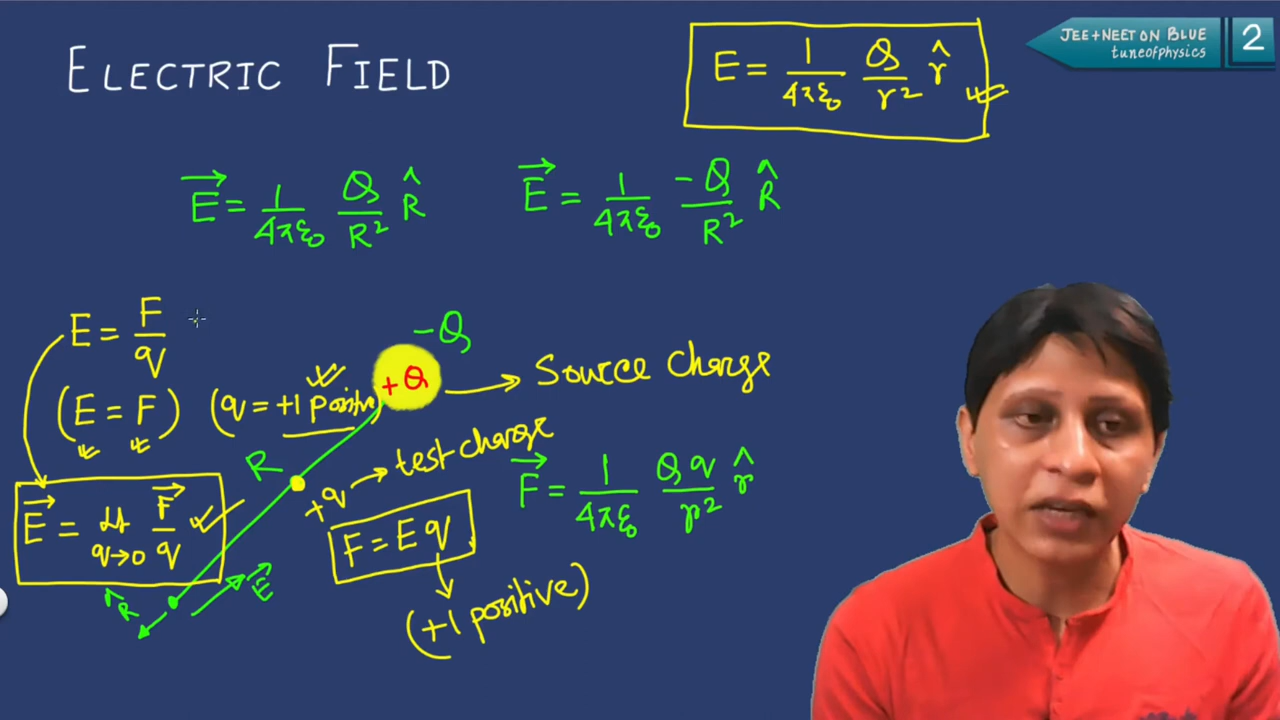 ELECTRIC FIELD
E = 1/4πε₀ Q/r² r̂
JEE+NEET ON BLUE
tuneofphysics
2
E⃗ = 1/4πε₀ Q/R² R̂
E⃗ = 1/4πε₀ -Q/R² R̂
E = F/q
-Q
+Q
Source charge
(E = F) (q = +1 positive)
R
+q → test charge
F⃗ = 1/4πε₀ Qq/r² r̂
E⃗ = lt q→0 F⃗/q
F = Eq
R̂
E⃗
(+1 positive)